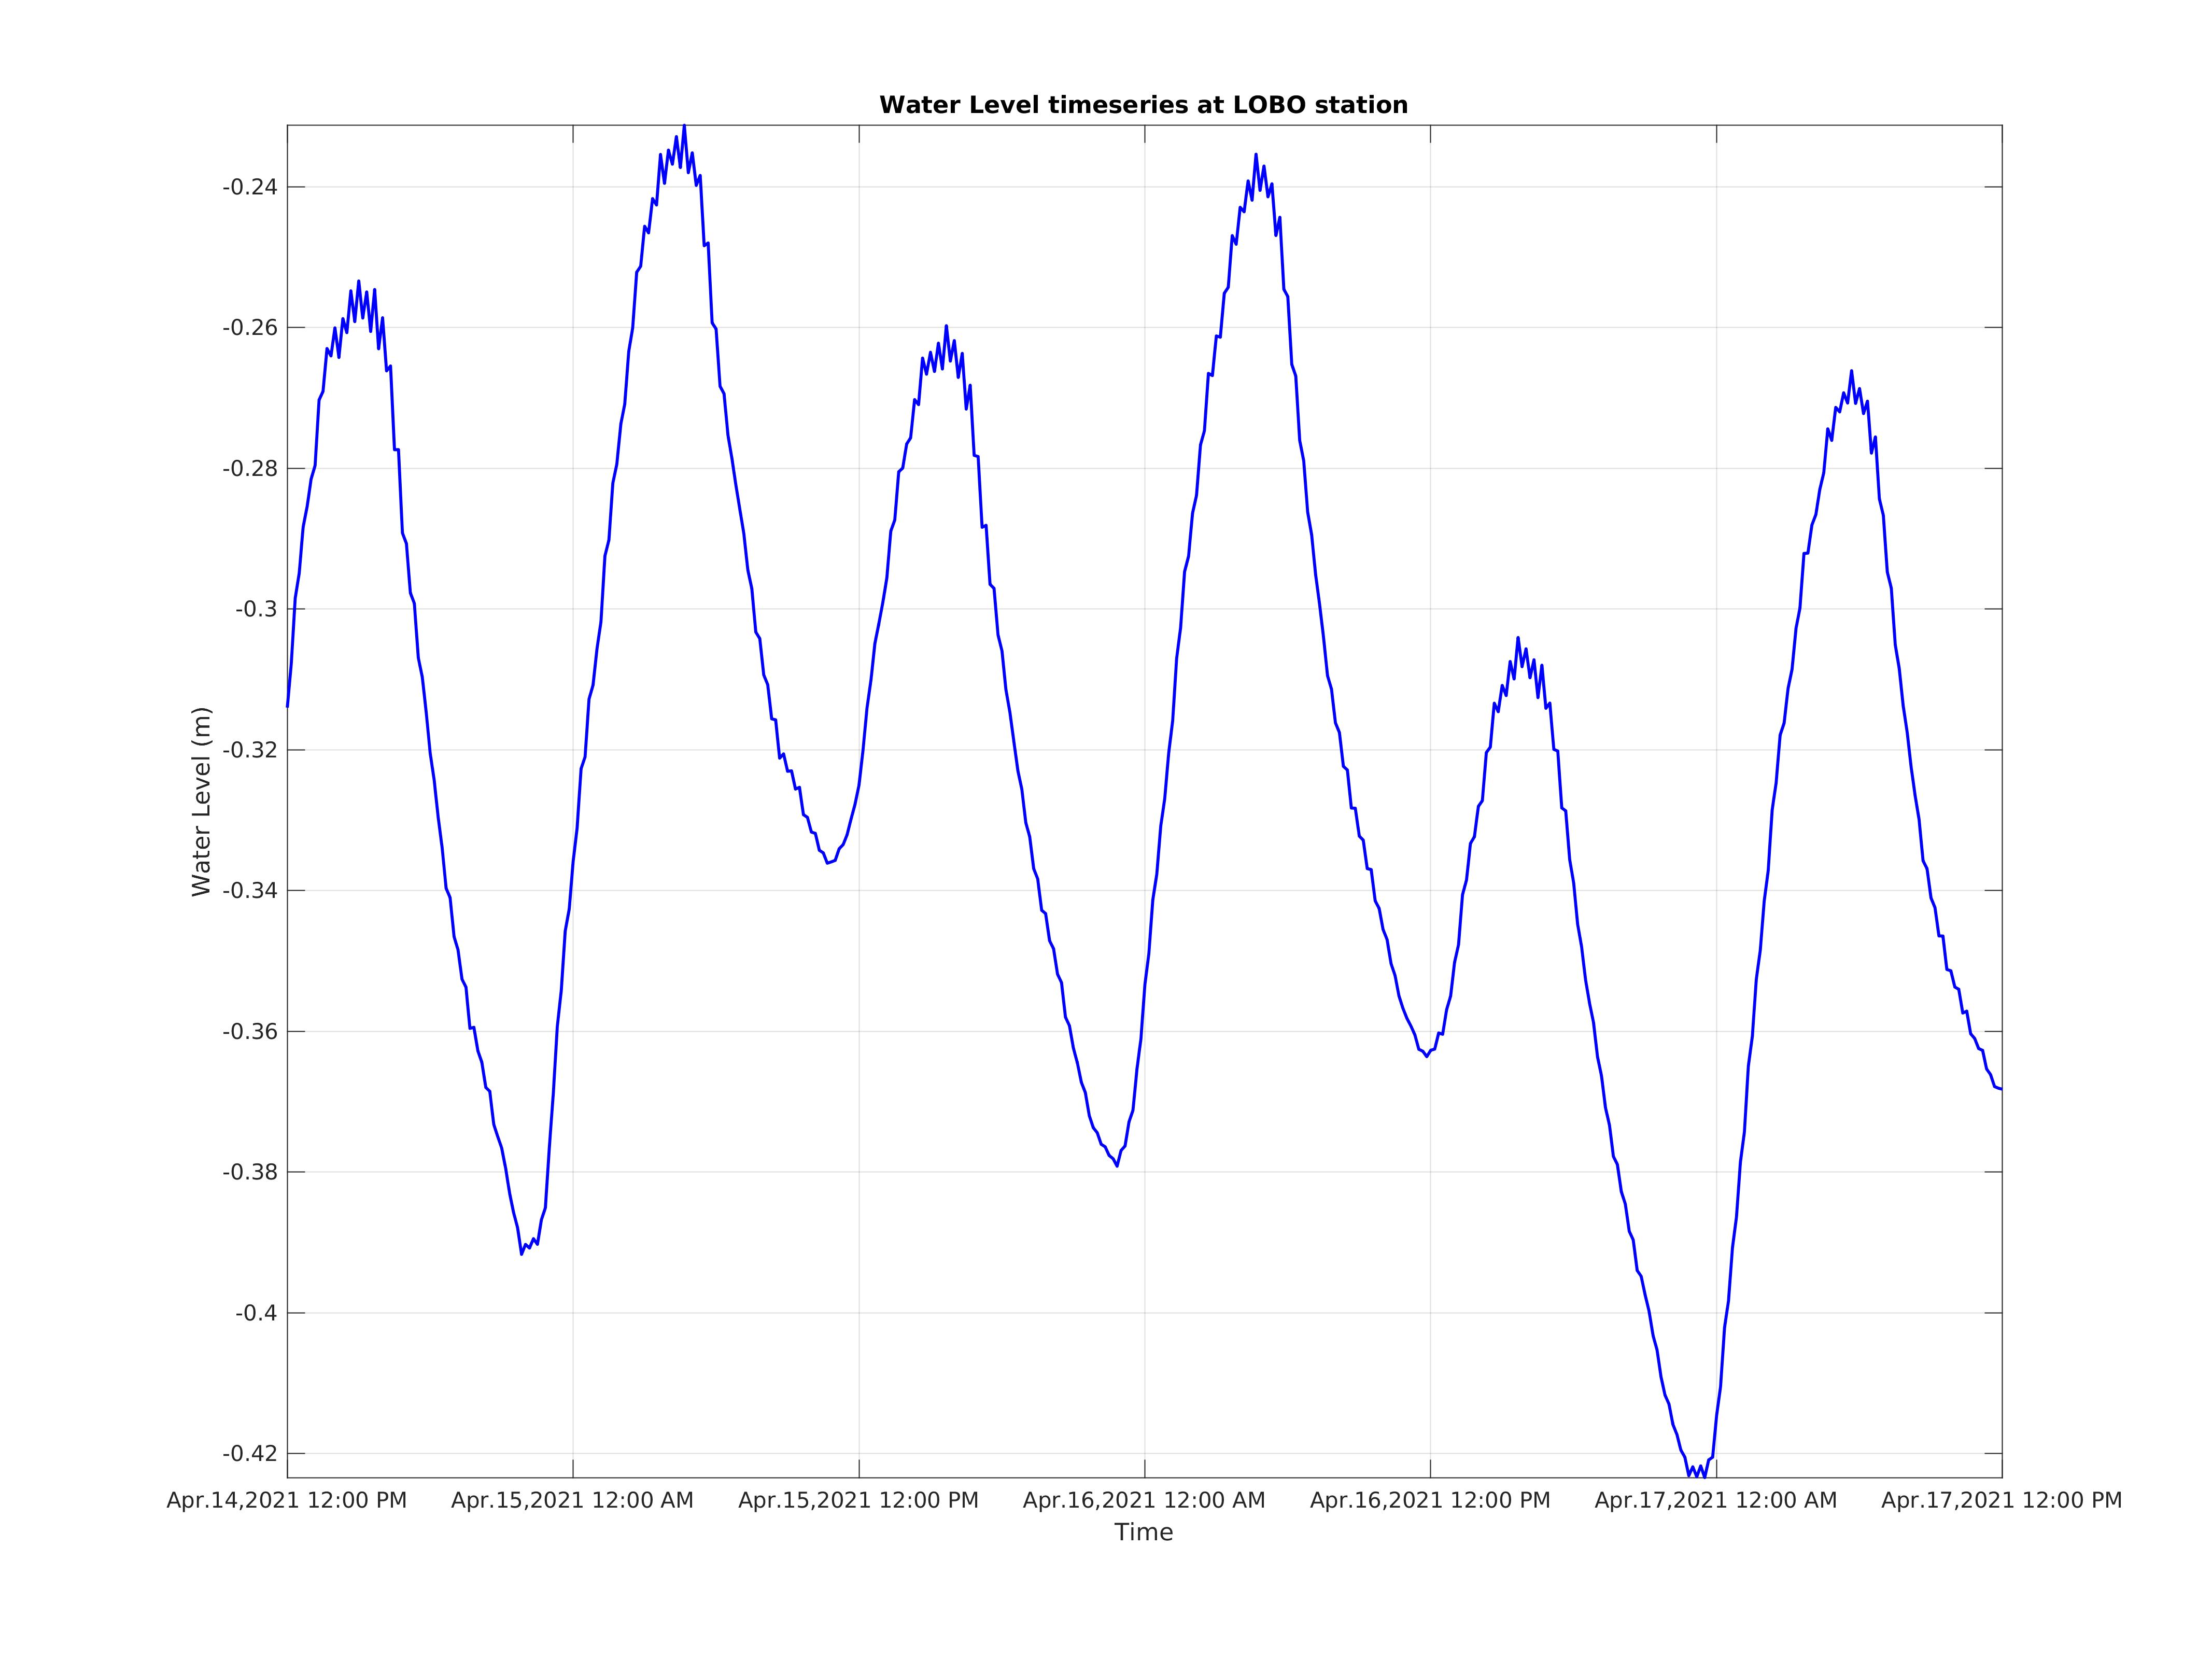 Water Level timeseries at LOBO station
-0.24
-0.26
-0.28
-0.3
-0.32
-0.34
-0.36
-0.38
-0.4
-0.42
Water Level (m)
Apr.14,2021 12:00 PM Apr.15,2021 12:00 AM Apr.15,2021 12:00 PM Apr.16,2021 12:00 AM Apr.16,2021 12:00 PM Apr.17,2021 12:00 AM Apr.17,2021 12:00 PM
Time